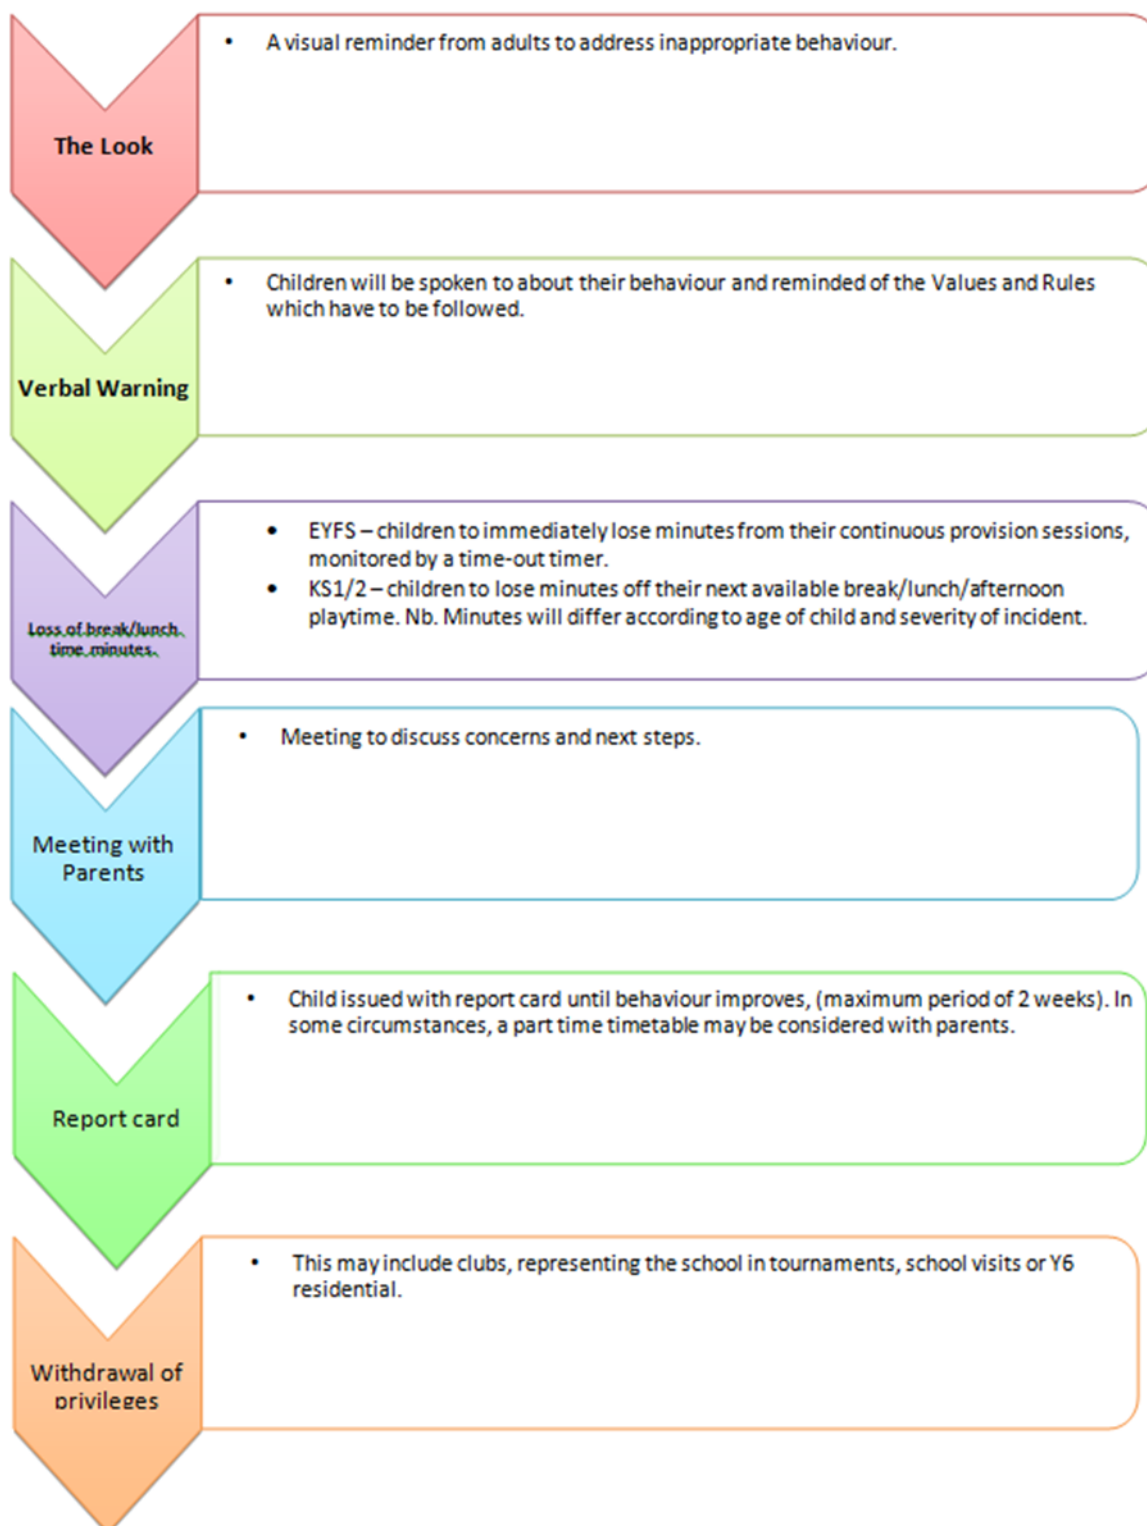 The Look
• A visual reminder from adults to address inappropriate behaviour.
Verbal Warning
• Children will be spoken to about their behaviour and reminded of the Values and Rules
which have to be followed.
Loss of break/lunch
time minutes.
• EYFS – children to immediately lose minutes from their continuous provision sessions,
monitored by a time-out timer.
• KS1/2 – children to lose minutes off their next available break/lunch/afternoon
playtime. Nb. Minutes will differ according to age of child and severity of incident.
Meeting with
Parents
• Meeting to discuss concerns and next steps.
Report card
• Child issued with report card until behaviour improves, (maximum period of 2 weeks). In
some circumstances, a part time timetable may be considered with parents.
Withdrawal of
privileges
• This may include clubs, representing the school in tournaments, school visits or Y6
residential.